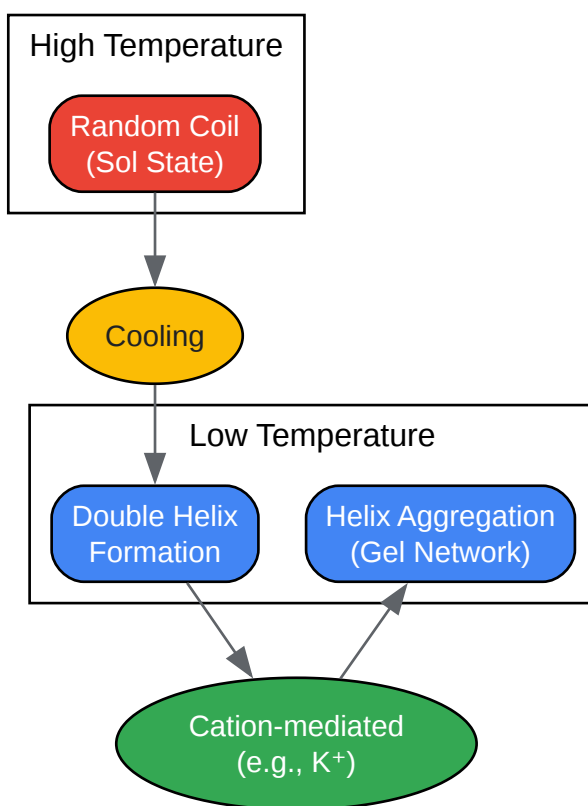 High Temperature
Random Coil
(Sol State)
Cooling
Low Temperature
Double Helix
Formation
Helix Aggregation
(Gel Network)
Cation-mediated
(e.g., K⁺)